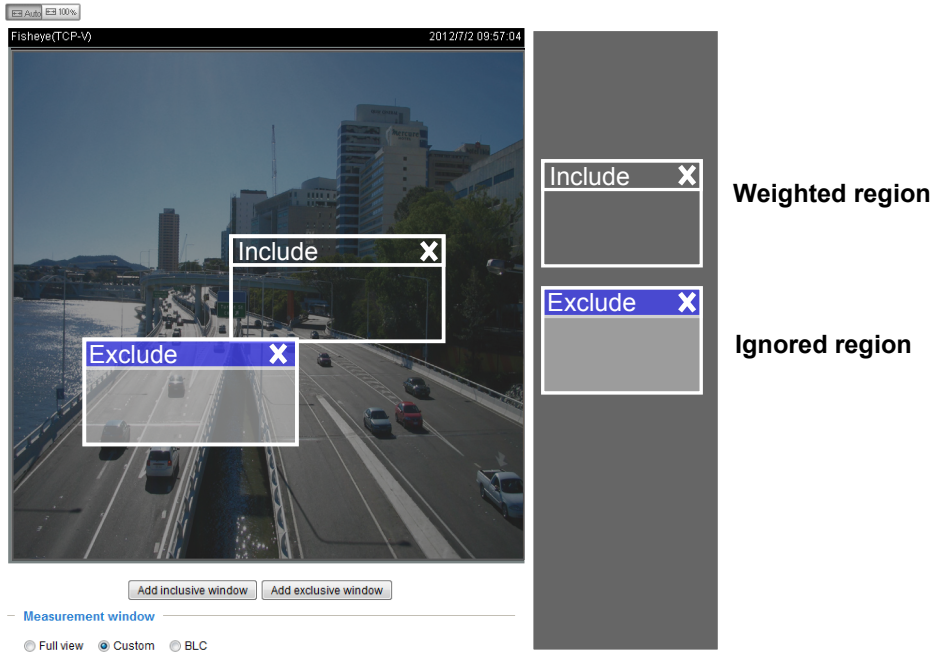 Auto 100%
Fisheye(TCP-V) 2012/7/2 09:57:04
Include
Weighted region
Include
Exclude
Ignored region
Exclude
Add inclusive window Add exclusive window
Measurement window
Full view Custom BLC